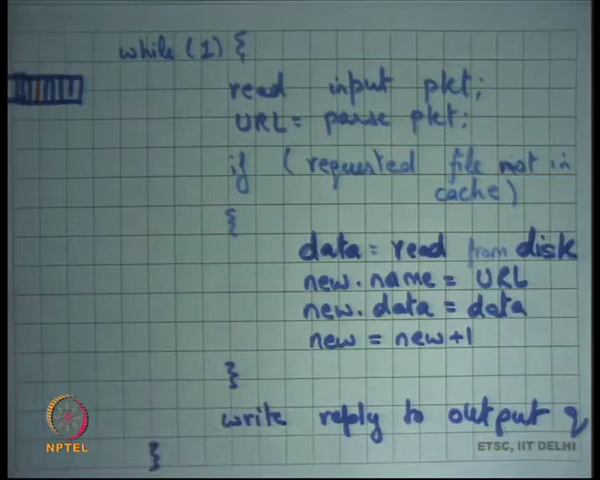 while (1) {
read input pkt;
URL = parse pkt;
if (requested file not in
cache)
{
data = read from disk
new.name = URL
new.data = data
new = new+1
}
write reply to output q
}
NPTEL
ETSC, IIT DELHI